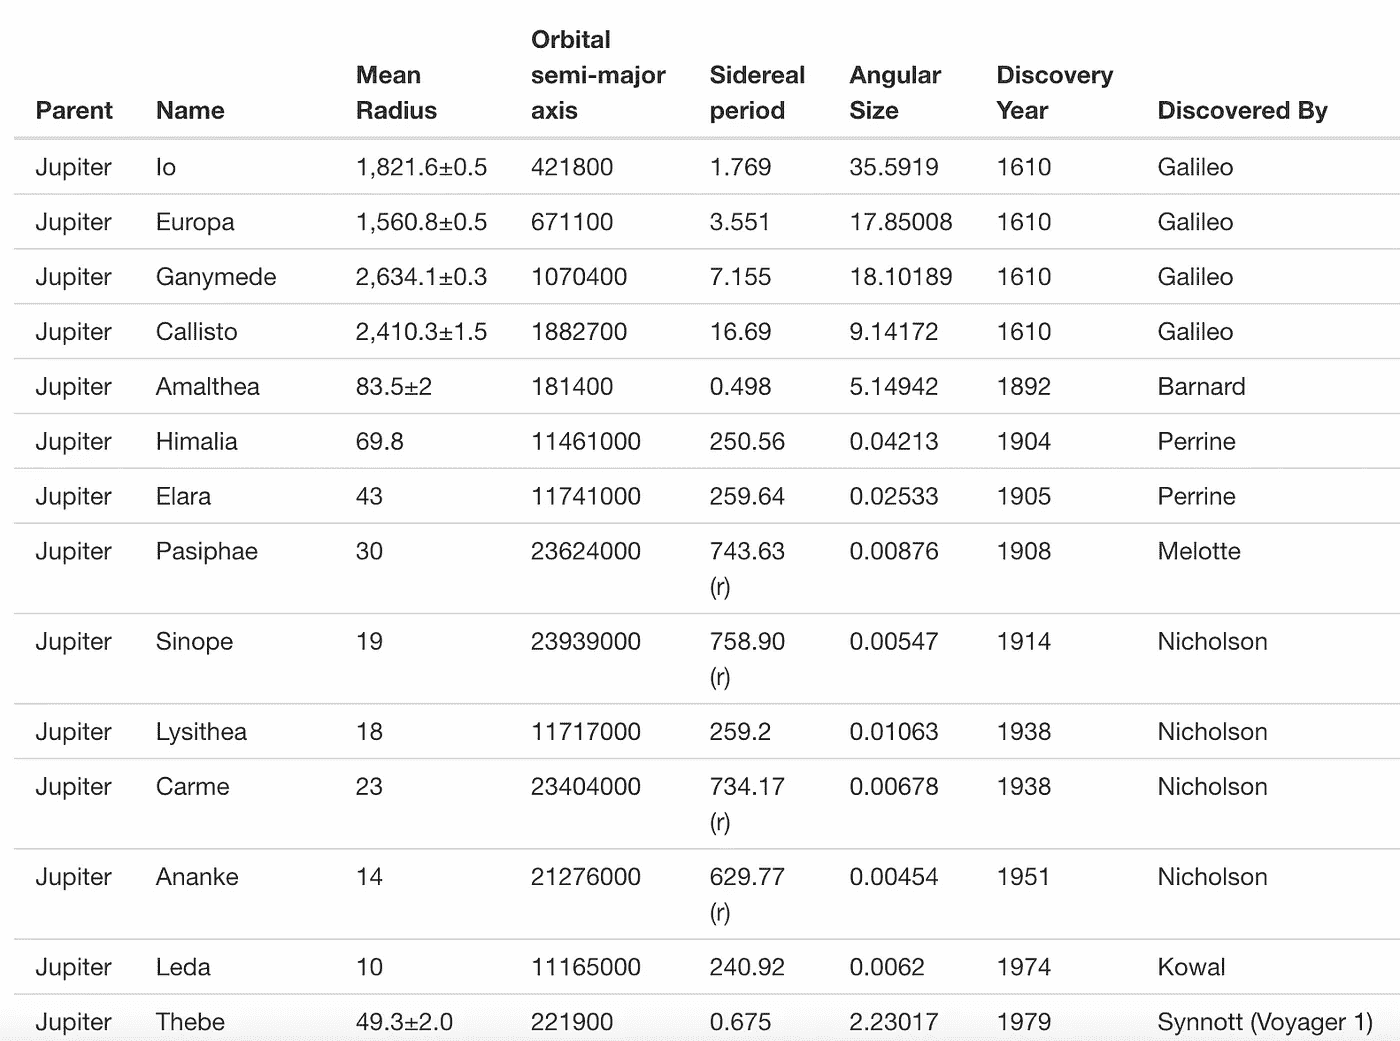 Parent Name Mean Radius Orbital semi-major axis Sidereal period Angular Size Discovery Year Discovered By
Jupiter Io 1,821.6±0.5 421800 1.769 35.5919 1610 Galileo
Jupiter Europa 1,560.8±0.5 671100 3.551 17.85008 1610 Galileo
Jupiter Ganymede 2,634.1±0.3 1070400 7.155 18.10189 1610 Galileo
Jupiter Callisto 2,410.3±1.5 1882700 16.69 9.14172 1610 Galileo
Jupiter Amalthea 83.5±2 181400 0.498 5.14942 1892 Barnard
Jupiter Himalia 69.8 11461000 250.56 0.04213 1904 Perrine
Jupiter Elara 43 11741000 259.64 0.02533 1905 Perrine
Jupiter Pasiphae 30 23624000 743.63 0.00876 1908 Melotte
(r)
Jupiter Sinope 19 23939000 758.90 0.00547 1914 Nicholson
(r)
Jupiter Lysithea 18 11717000 259.2 0.01063 1938 Nicholson
Jupiter Carme 23 23404000 734.17 0.00678 1938 Nicholson
(r)
Jupiter Ananke 14 21276000 629.77 0.00454 1951 Nicholson
(r)
Jupiter Leda 10 11165000 240.92 0.0062 1974 Kowal
Jupiter Thebe 49.3±2.0 221900 0.675 2.23017 1979 Synnott (Voyager 1)